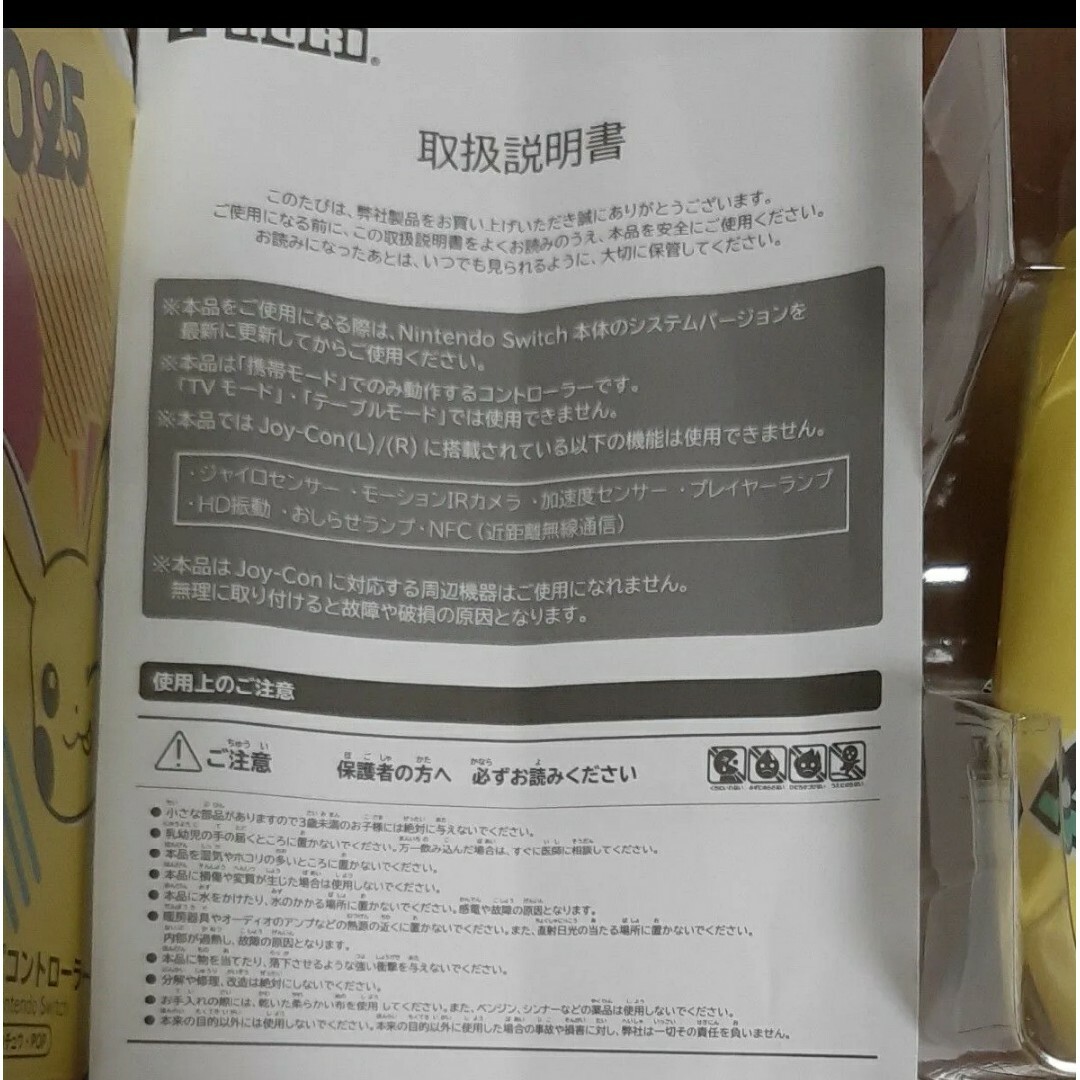 025
HORI®
取扱説明書
このたびは、弊社製品をお買い上げいただき誠にありがとうございます。
ご使用になる前に、この取扱説明書をよくお読みのうえ、本品を安全にご使用ください。
お読みになったあとは、いつでも見られるように、大切に保管してください。
※本品をご使用になる際は、Nintendo Switch 本体のシステムバージョンを
最新に更新してからご使用ください。
※本品は「携帯モード」でのみ動作するコントローラーです。
「TV モード」・「テーブルモード」では使用できません。
※本品では Joy-Con(L)/(R) に搭載されている以下の機能は使用できません。
・ジャイロセンサー ・モーションIRカメラ ・加速度センサー ・プレイヤーランプ
・HD振動 ・おしらせランプ・NFC（近距離無線通信）
※本品は Joy-Con に対応する周辺機器はご使用になれません。
無理に取り付けると故障や破損の原因となります。
使用上のご注意
ご注意 保護者の方へ 必ずお読みください
●小さな部品がありますので3歳未満のお子様には絶対に与えないでください。
●乳幼児の手の届くところに置かないでください。万一飲み込んだ場合は、すぐに医師に相談してください。
●本品を湿気やホコリの多いところに置かないでください。
●本品に損傷や変質が生じた場合は使用しないでください。
●本品に水をかけたり、水のかかる場所に置かないでください。感電や故障の原因となります。
●暖房器具やオーディオのアンプなどの熱源の近くに置かないでください。また、直射日光の当たる場所に置かないでください。
内部が過熱し、故障の原因となります。
●本品に物を当てたり、落下させるような強い衝撃を与えないでください。
●分解や修理、改造は絶対にしないでください。
●お手入れの際には、乾いた柔らかい布を使用 してください。また、ベンジン、シンナーなどの薬品は使用しないでください。
●本来の目的以外には使用しないでください。本来の目的以外に使用した場合の事故や損害に対し、弊社は一切その責任を負いません。
コントローラー
ntendo Switch
チュウ・POP